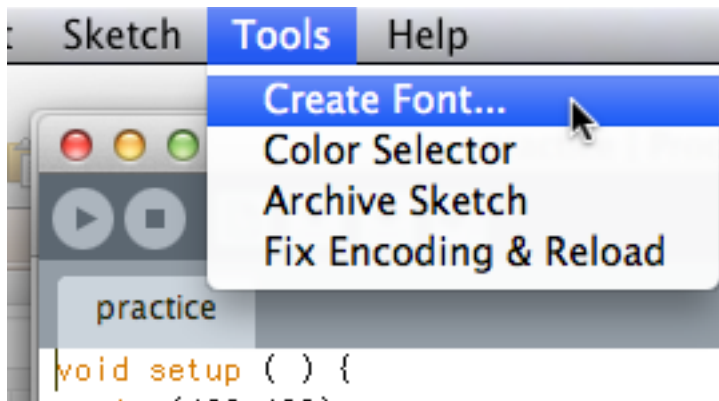 Sketch Tools Help
Create Font...
Color Selector
Archive Sketch
Fix Encoding & Reload
practice
void setup ( ) {